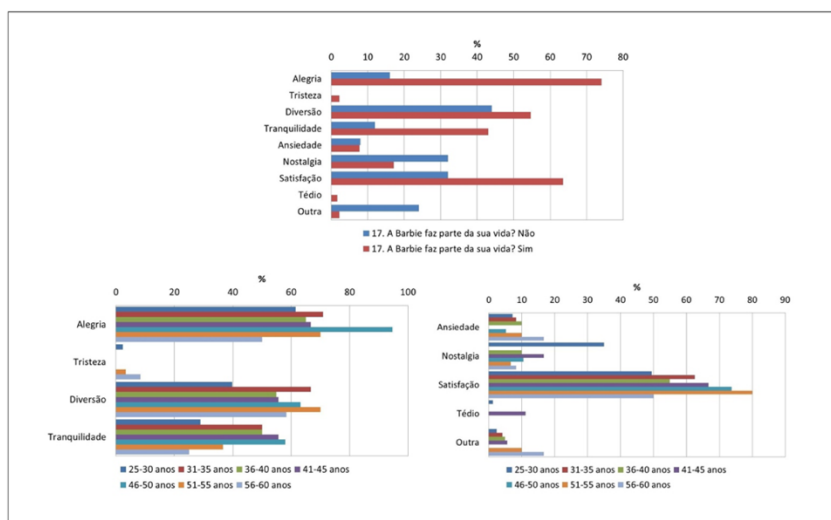 %
0 10 20 30 40 50 60 70 80
Alegria
Tristeza
Diversão
Tranquilidade
Ansiedade
Nostalgia
Satisfação
Tédio
Outra
17. A Barbie faz parte da sua vida? Não
17. A Barbie faz parte da sua vida? Sim
%
0 20 40 60 80 100
Alegria
Tristeza
Diversão
Tranquilidade
25-30 anos 31-35 anos 36-40 anos 41-45 anos
46-50 anos 51-55 anos 56-60 anos
%
0 10 20 30 40 50 60 70 80 90
Ansiedade
Nostalgia
Satisfação
Tédio
Outra
25-30 anos 31-35 anos 36-40 anos 41-45 anos
46-50 anos 51-55 anos 56-60 anos